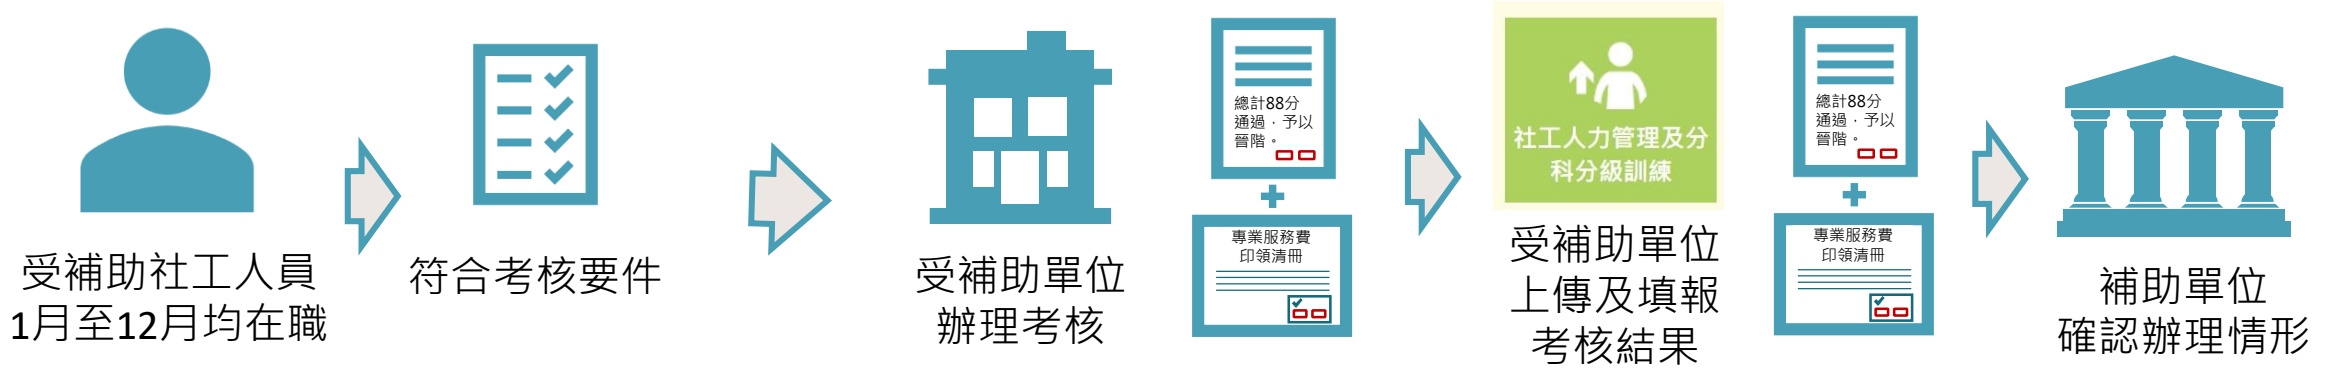 受補助社工人員
1月至12月均在職
符合考核要件
受補助單位
辦理考核
總計88分
通過，予以
晉階。
專業服務費
印領清冊
社工人力管理及分
科分級訓練
受補助單位
上傳及填報
考核結果
總計88分
通過，予以
晉階。
專業服務費
印領清冊
補助單位
確認辦理情形